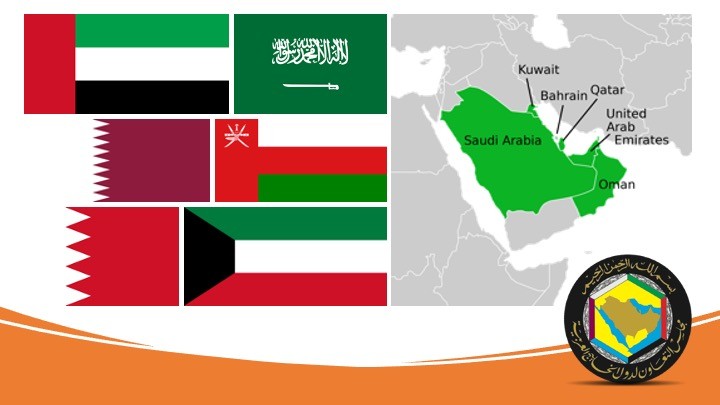 لا إله إلا الله محمد رسول الله
Kuwait
Bahrain
Qatar
United
Arab
Emirates
Saudi Arabia
Oman
بسم الله الرحمن الرحيم
مجلس التعاون لدول الخليج العربية